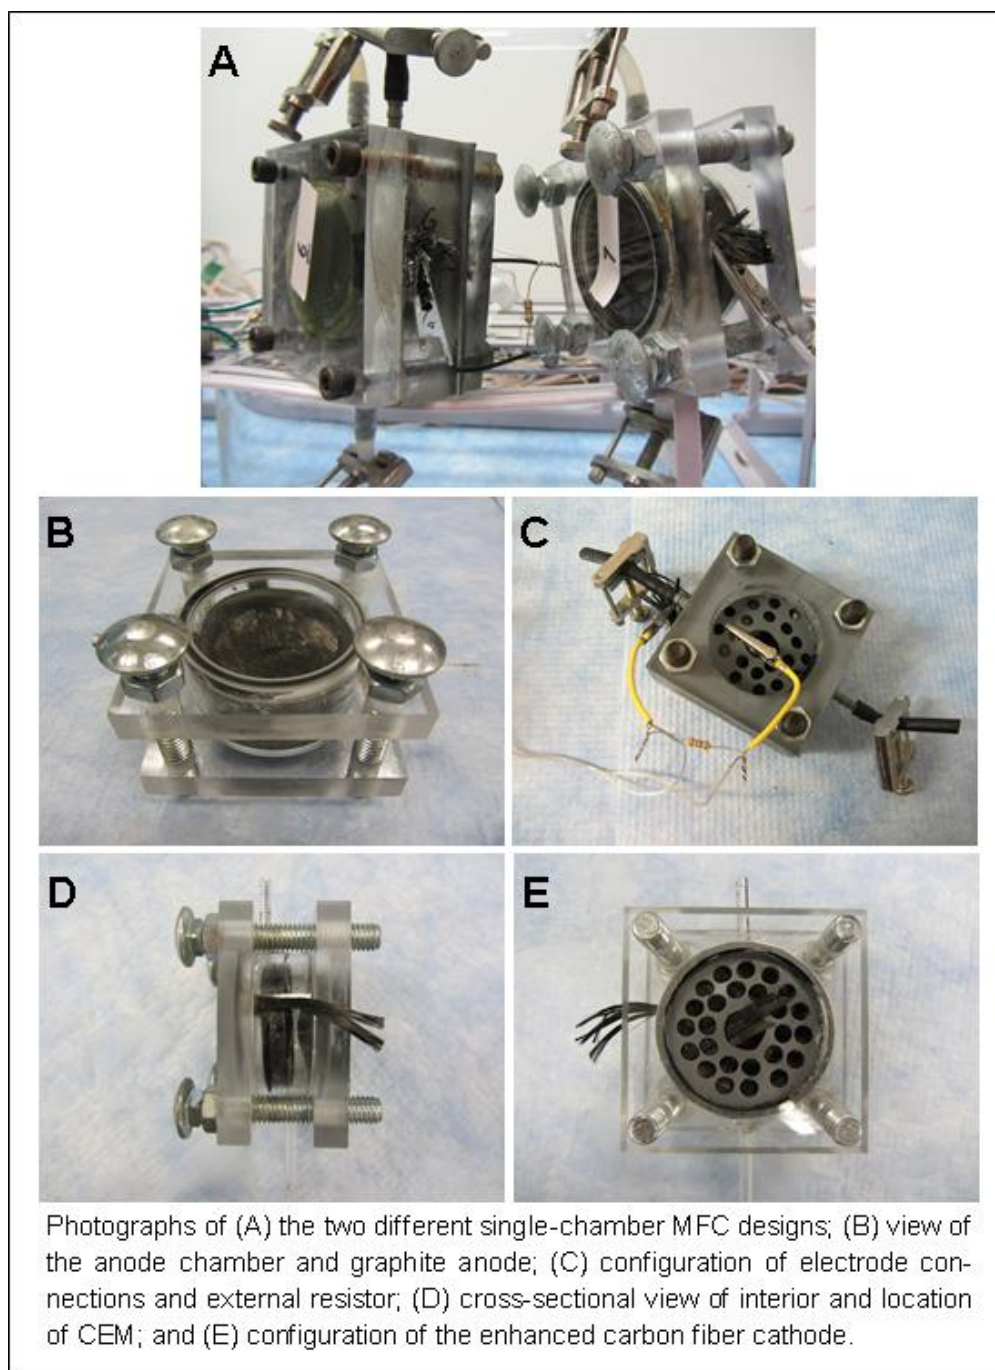 A
6
7
B
C
D
E
Photographs of (A) the two different single-chamber MFC designs; (B) view of
the anode chamber and graphite anode; (C) configuration of electrode con-
nections and external resistor; (D) cross-sectional view of interior and location
of CEM; and (E) configuration of the enhanced carbon fiber cathode.